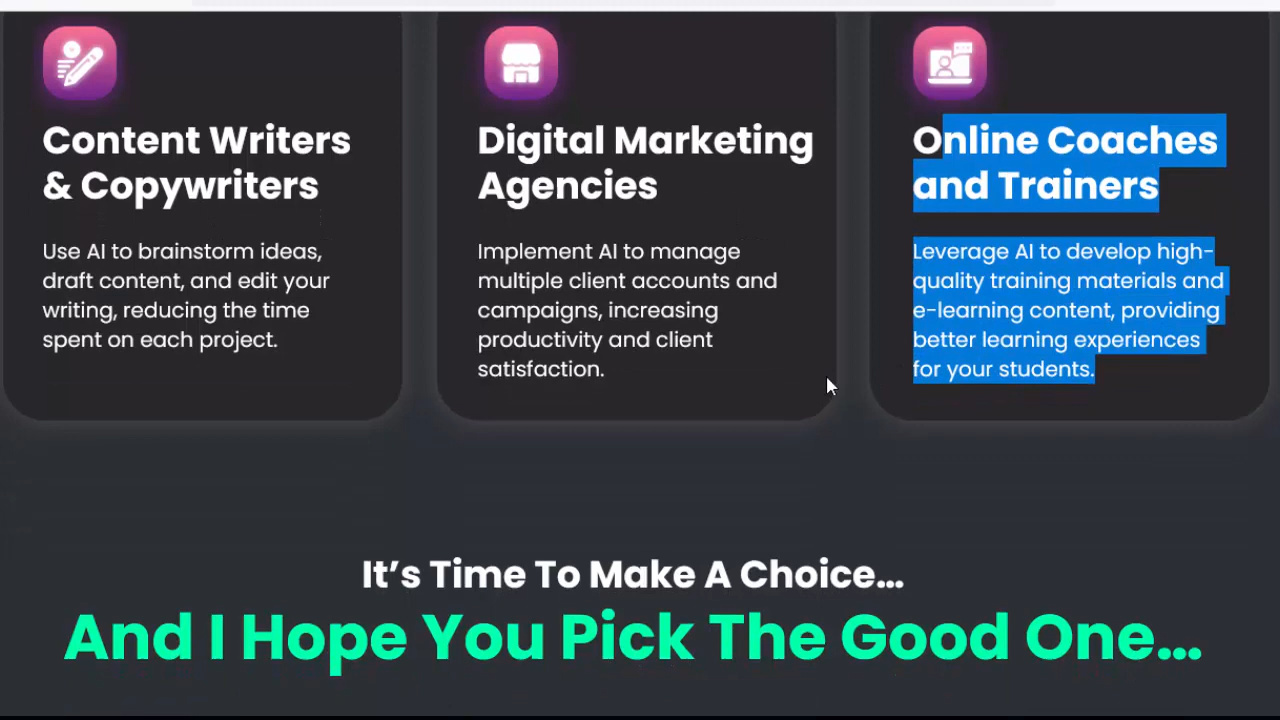 Content Writers
& Copywriters
Use AI to brainstorm ideas,
draft content, and edit your
writing, reducing the time
spent on each project.
Digital Marketing
Agencies
Implement AI to manage
multiple client accounts and
campaigns, increasing
productivity and client
satisfaction.
Online Coaches
and Trainers
Leverage AI to develop high-
quality training materials and
e-learning content, providing
better learning experiences
for your students.
It’s Time To Make A Choice...
And I Hope You Pick The Good One...